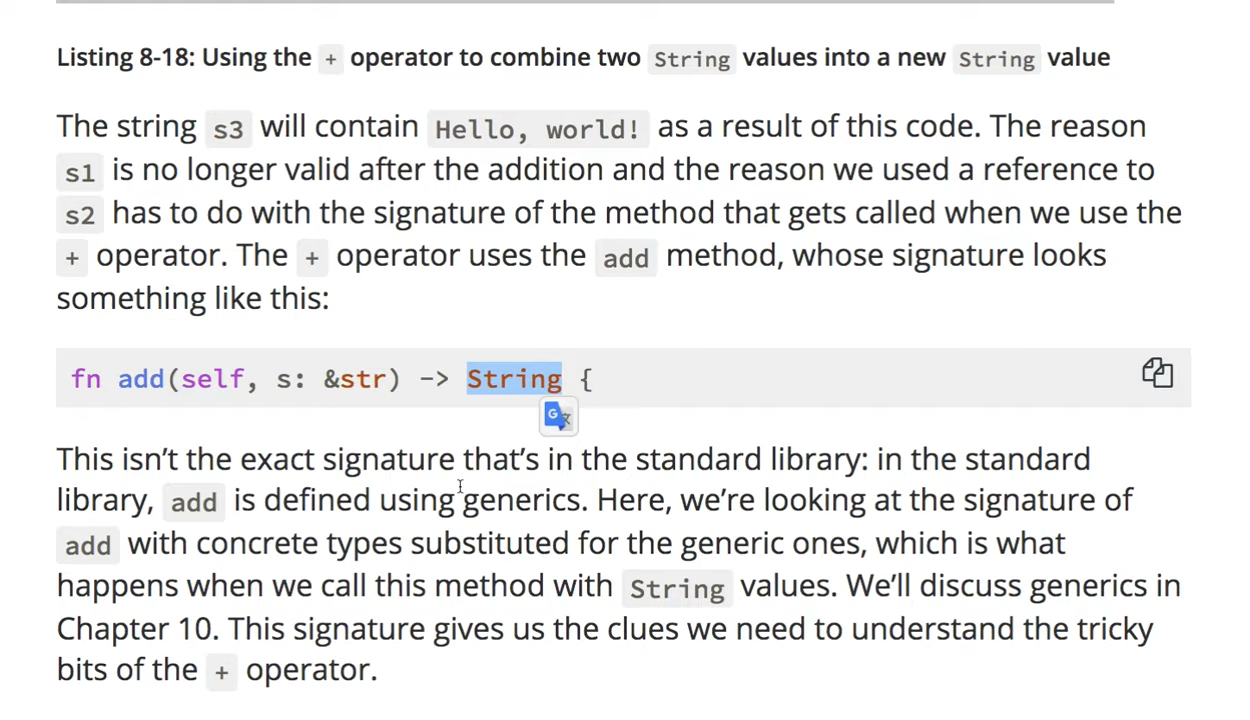 Listing 8-18: Using the + operator to combine two String values into a new String value
The string s3 will contain Hello, world! as a result of this code. The reason
s1 is no longer valid after the addition and the reason we used a reference to
s2 has to do with the signature of the method that gets called when we use the
+ operator. The + operator uses the add method, whose signature looks
something like this:
fn add(self, s: &str) -> String {
This isn’t the exact signature that’s in the standard library: in the standard
library, add is defined using generics. Here, we’re looking at the signature of
add with concrete types substituted for the generic ones, which is what
happens when we call this method with String values. We’ll discuss generics in
Chapter 10. This signature gives us the clues we need to understand the tricky
bits of the + operator.